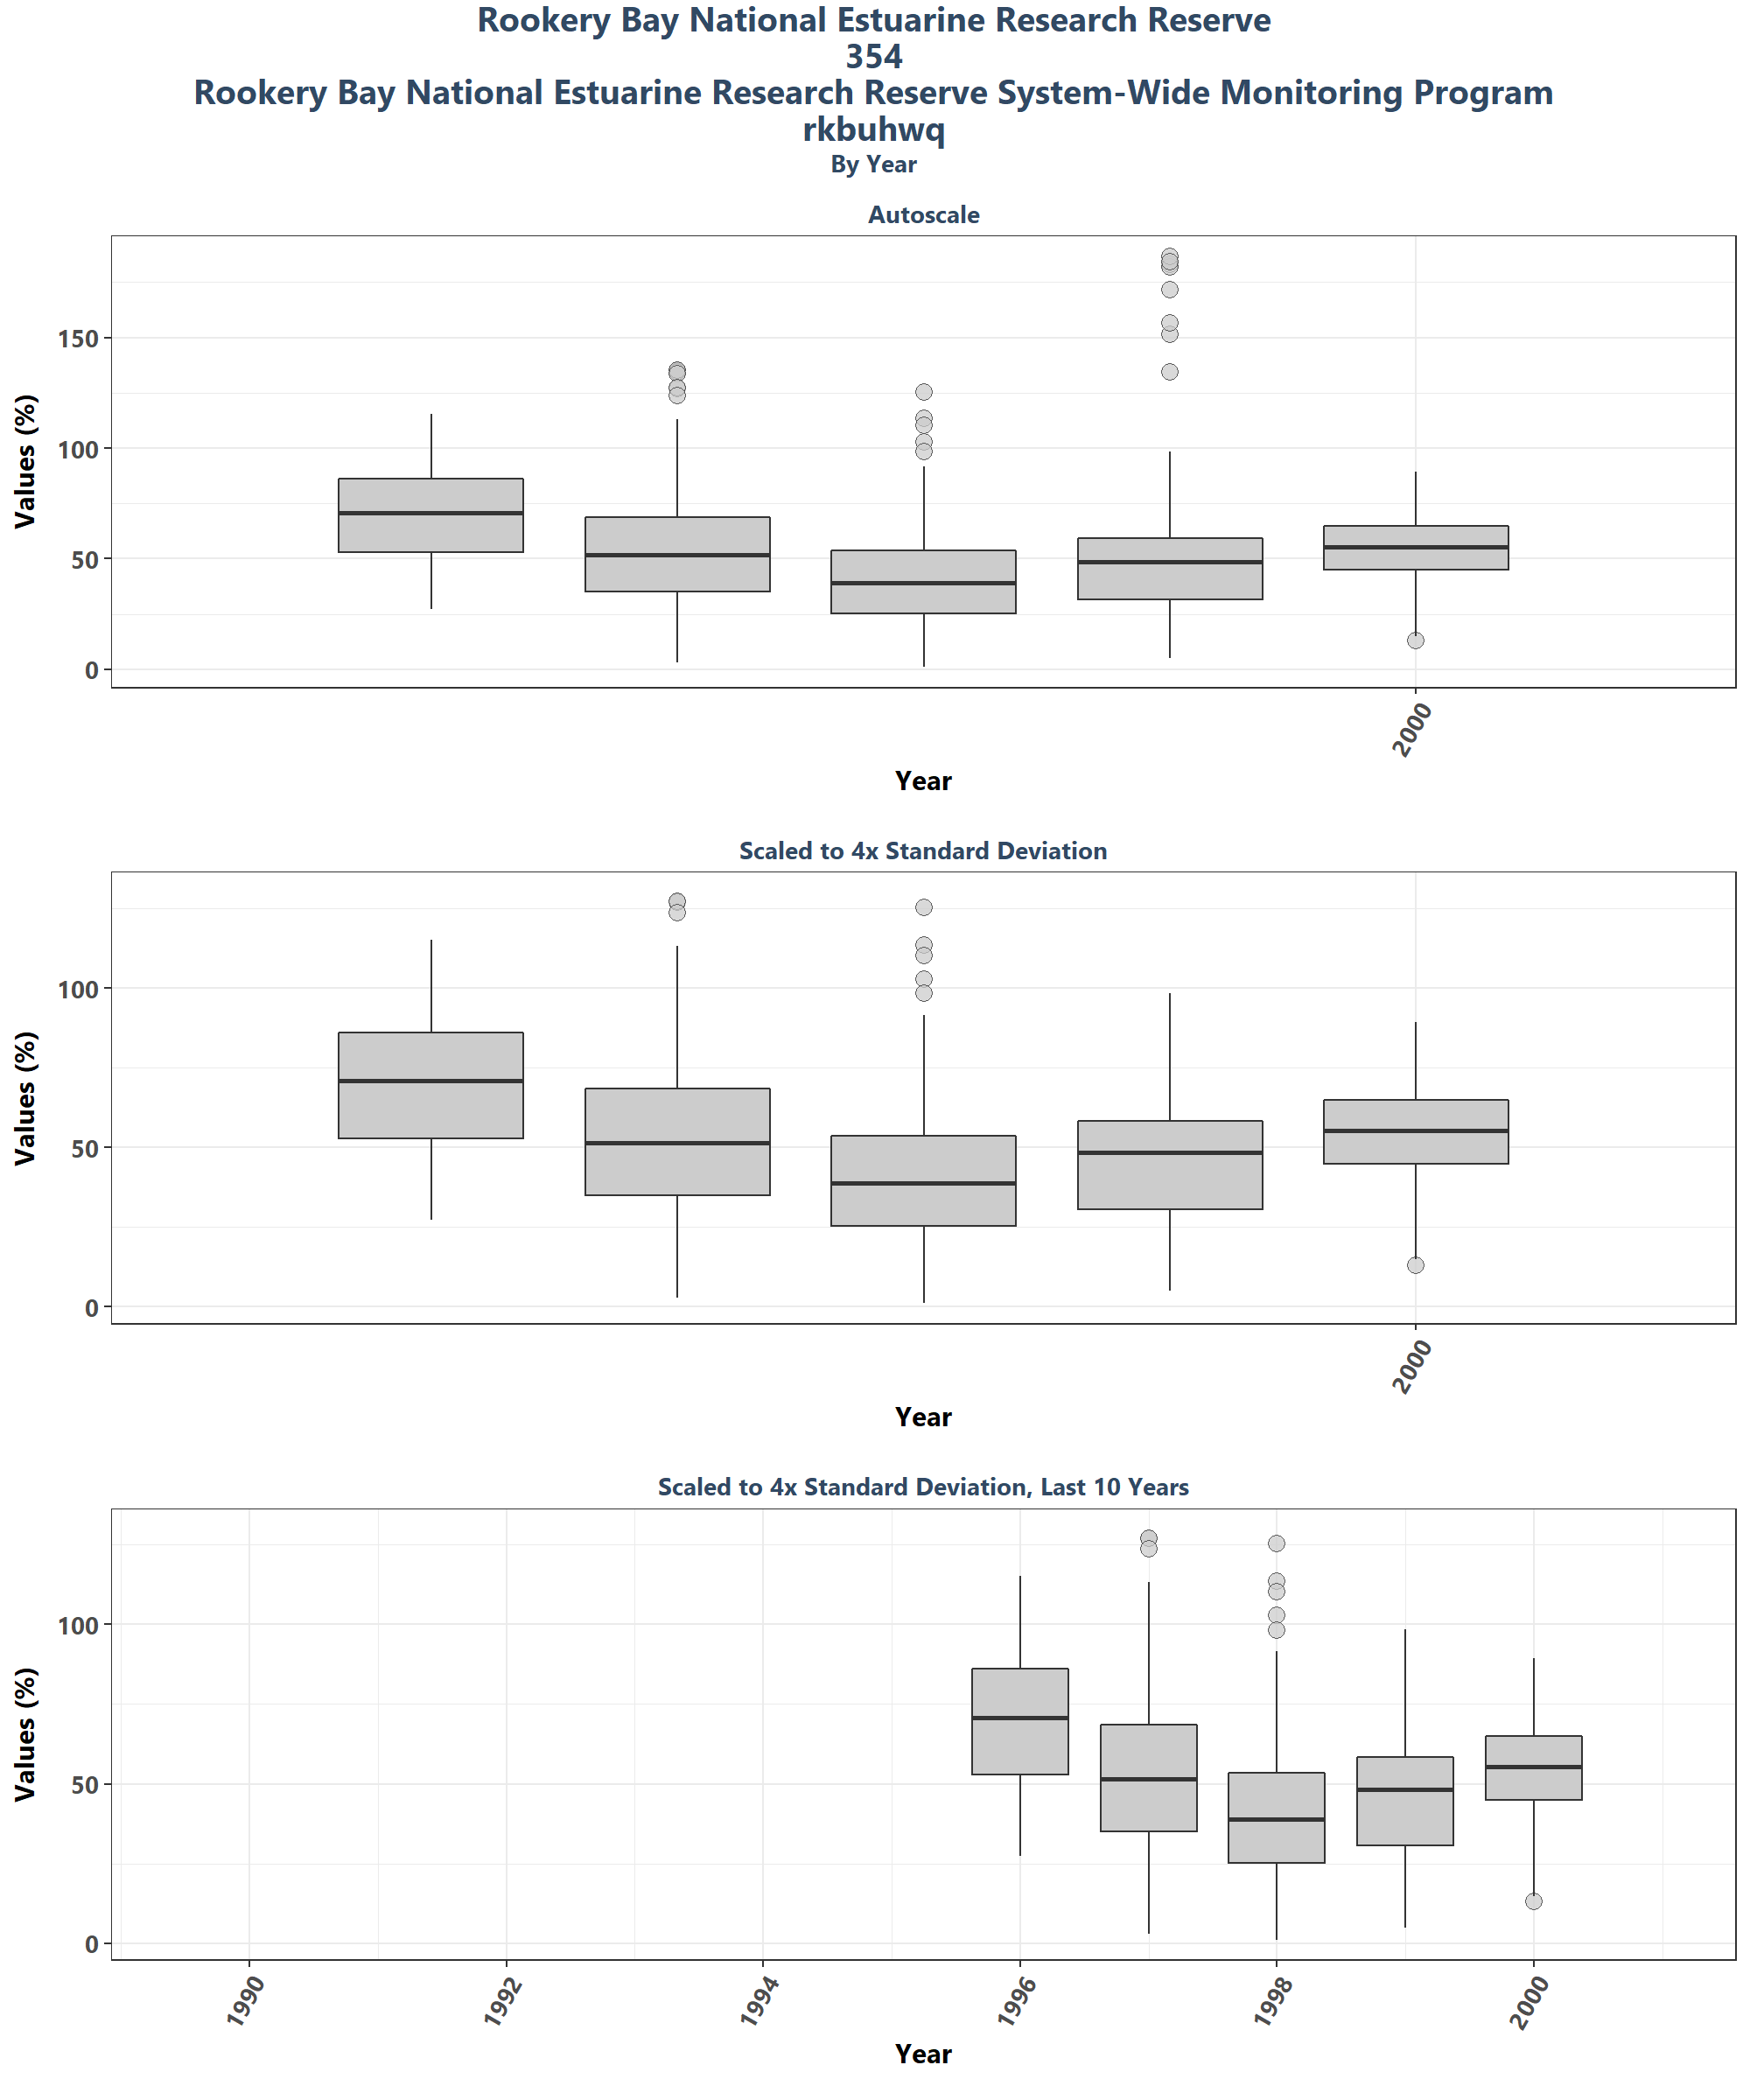 Rookery Bay National Estuarine Research Reserve
354
Rookery Bay National Estuarine Research Reserve System-Wide Monitoring Program
rkbuhwq
By Year
Autoscale
Values (%)
150
100
50
0
2000
Year
Scaled to 4x Standard Deviation
Values (%)
100
50
0
2000
Year
Scaled to 4x Standard Deviation, Last 10 Years
Values (%)
100
50
0
1990
1992
1994
1996
1998
2000
Year